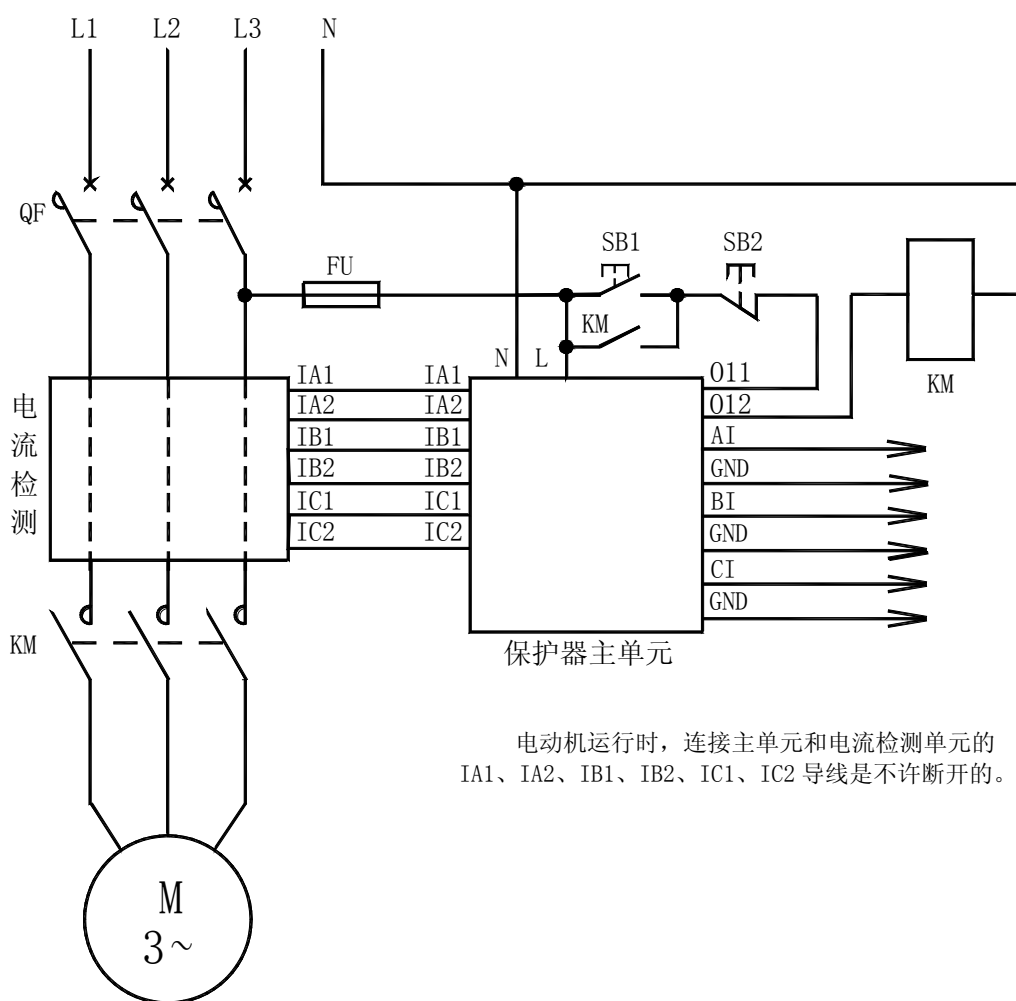 L1 L2 L3 N
QF
SB1 SB2
FU
KM
N L
KM
电流检测
IA1 IA1
IA2 IA2
IB1 IB1
IB2 IB2
IC1 IC1
IC2 IC2
O11
O12
AI
GND
BI
GND
CI
GND
KM
保护器主单元
电动机运行时，连接主单元和电流检测单元的
IA1、IA2、IB1、IB2、IC1、IC2 导线是不许断开的。
M
3~